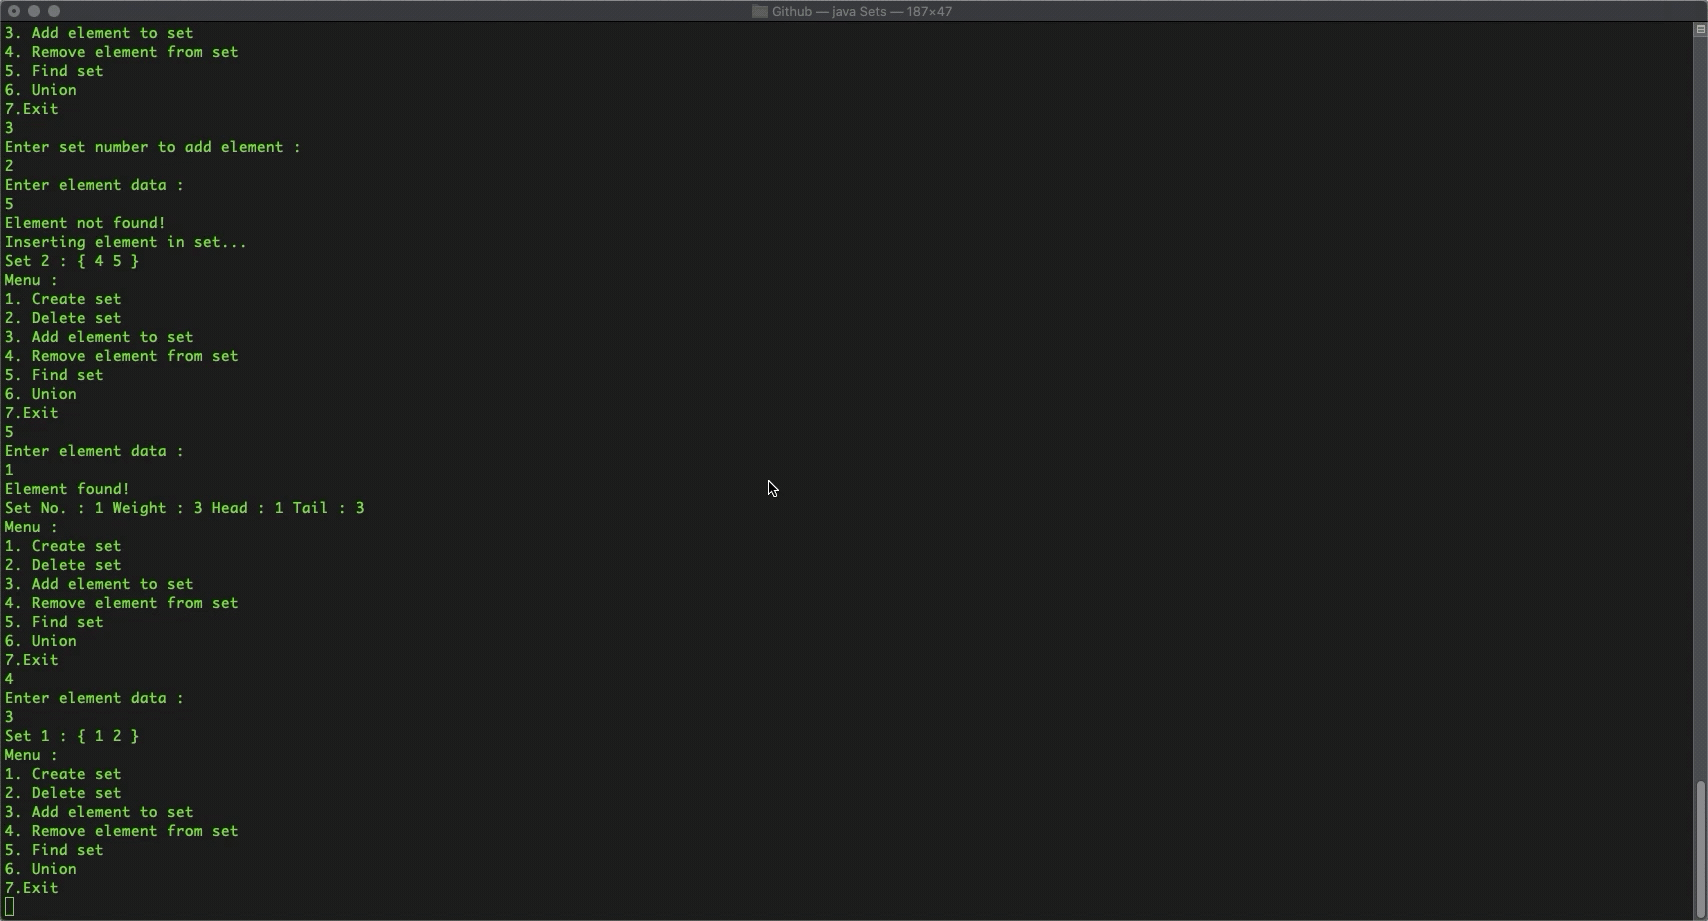 Github — java Sets — 187×47
3. Add element to set
4. Remove element from set
5. Find set
6. Union
7.Exit
3
Enter set number to add element :
2
Enter element data :
5
Element not found!
Inserting element in set...
Set 2 : { 4 5 }
Menu :
1. Create set
2. Delete set
3. Add element to set
4. Remove element from set
5. Find set
6. Union
7.Exit
5
Enter element data :
1
Element found!
Set No. : 1 Weight : 3 Head : 1 Tail : 3
Menu :
1. Create set
2. Delete set
3. Add element to set
4. Remove element from set
5. Find set
6. Union
7.Exit
4
Enter element data :
3
Set 1 : { 1 2 }
Menu :
1. Create set
2. Delete set
3. Add element to set
4. Remove element from set
5. Find set
6. Union
7.Exit